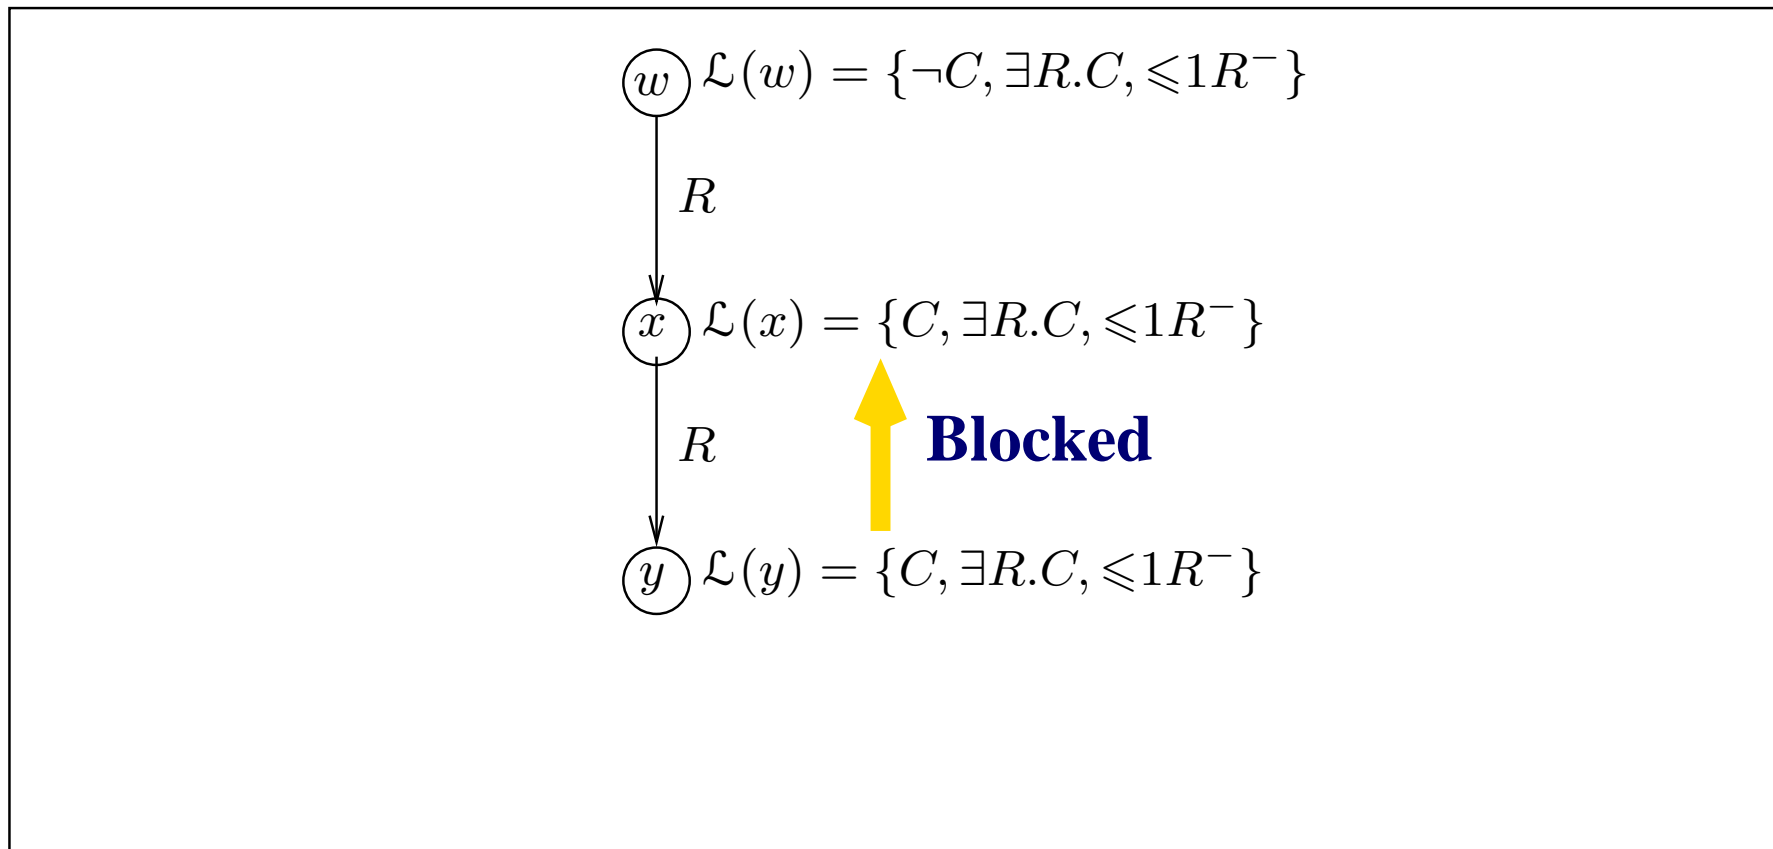 w ℒ(w) = {¬C, ∃R.C, ⩽1R⁻}
R
x ℒ(x) = {C, ∃R.C, ⩽1R⁻}
R Blocked
y ℒ(y) = {C, ∃R.C, ⩽1R⁻}